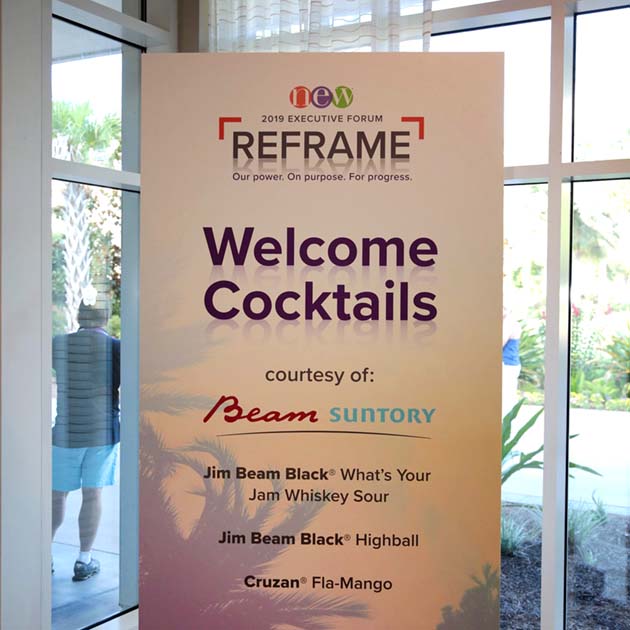 new
2019 EXECUTIVE FORUM
REFRAME
Our power. On purpose. For progress.
Welcome
Cocktails
courtesy of:
Beam SUNTORY
Jim Beam Black® What's Your
Jam Whiskey Sour
Jim Beam Black® Highball
Cruzan® Fla-Mango